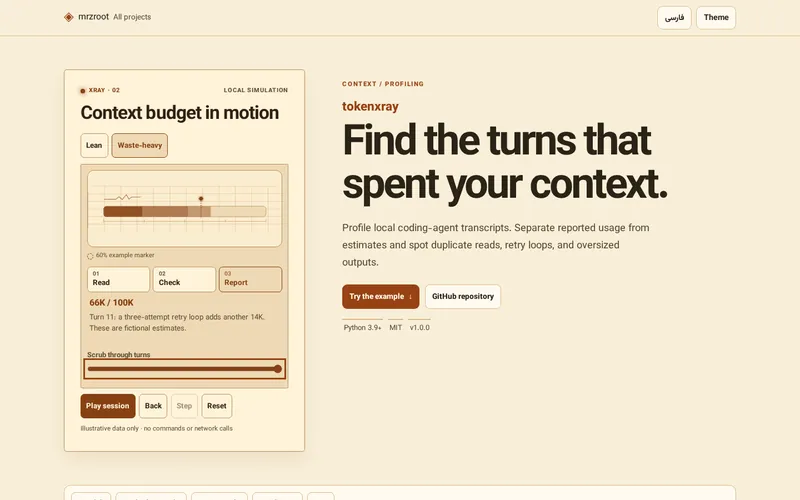 mrzroot All projects
فارسی
Theme
XRAY · 02
LOCAL SIMULATION
Context budget in motion
Lean
Waste-heavy
60% example marker
01
Read
02
Check
03
Report
66K / 100K
Turn 11: a three-attempt retry loop adds another 14K.
These are fictional estimates.
Scrub through turns
Play session
Back
Step
Reset
Illustrative data only · no commands or network calls
CONTEXT / PROFILING
tokenxray
Find the turns that
spent your context.
Profile local coding-agent transcripts. Separate reported usage from
estimates and spot duplicate reads, retry loops, and oversized
outputs.
Try the example ↓
GitHub repository
Python 3.9+
MIT
v1.0.0